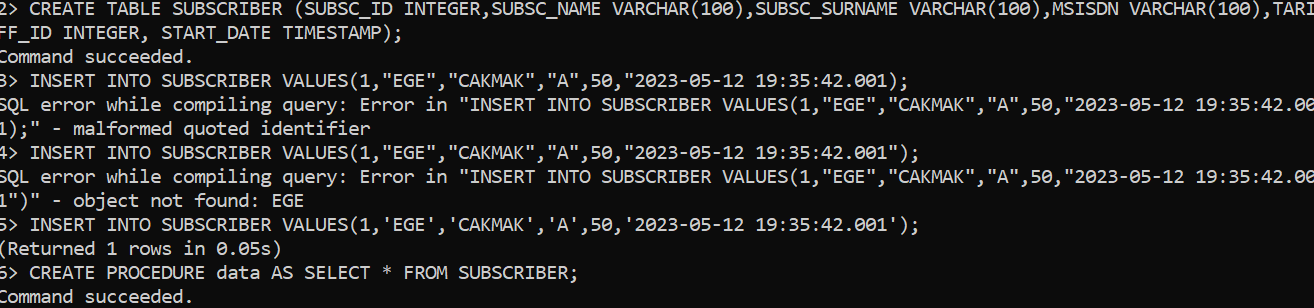 2> CREATE TABLE SUBSCRIBER (SUBSC_ID INTEGER,SUBSC_NAME VARCHAR(100),SUBSC_SURNAME VARCHAR(100),MSISDN VARCHAR(100),TARI
FF_ID INTEGER, START_DATE TIMESTAMP);
Command succeeded.
3> INSERT INTO SUBSCRIBER VALUES(1,"EGE","CAKMAK","A",50,"2023-05-12 19:35:42.001);
SQL error while compiling query: Error in "INSERT INTO SUBSCRIBER VALUES(1,"EGE","CAKMAK","A",50,"2023-05-12 19:35:42.00
1);" - malformed quoted identifier
4> INSERT INTO SUBSCRIBER VALUES(1,"EGE","CAKMAK","A",50,"2023-05-12 19:35:42.001");
SQL error while compiling query: Error in "INSERT INTO SUBSCRIBER VALUES(1,"EGE","CAKMAK","A",50,"2023-05-12 19:35:42.00
1")" - object not found: EGE
5> INSERT INTO SUBSCRIBER VALUES(1,'EGE','CAKMAK','A',50,'2023-05-12 19:35:42.001');
(Returned 1 rows in 0.05s)
6> CREATE PROCEDURE data AS SELECT * FROM SUBSCRIBER;
Command succeeded.